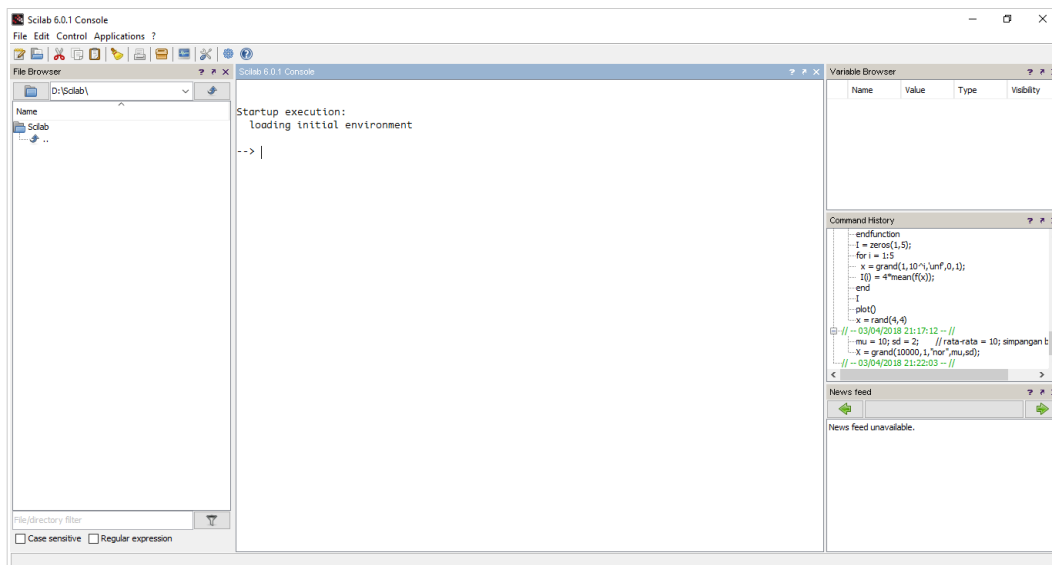 Scilab 6.0.1 Console
File Edit Control Applications ?
File Browser
D:\Scilab\
Name
Scilab
..
File/directory filter
Case sensitive
Regular expression
Scilab 6.0.1 Console
Startup execution:
loading initial environment
-->
Variable Browser
Name Value Type Visibility
Command History
endfunction
I = zeros(1,5);
for i = 1:5
x = grand(1,10^i,'unf',0,1);
I(i) = 4*mean(f(x));
end
I
plot()
x = rand(4,4)
// -- 03/04/2018 21:17:12 -- //
mu = 10; sd = 2; // rata-rata = 10; simpangan b
X = grand(10000,1,"nor",mu,sd);
// -- 03/04/2018 21:22:03 -- //
News feed
News feed unavailable.